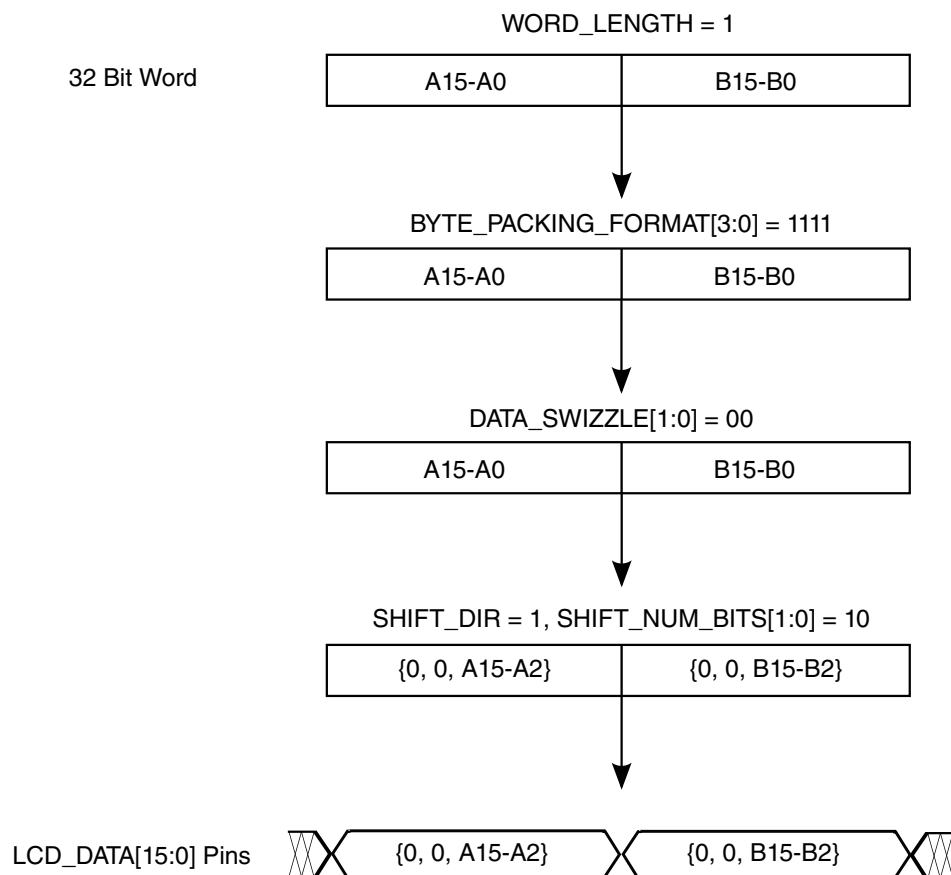 WORD_LENGTH = 1
32 Bit Word
A15-A0 B15-B0
BYTE_PACKING_FORMAT[3:0] = 1111
A15-A0 B15-B0
DATA_SWIZZLE[1:0] = 00
A15-A0 B15-B0
SHIFT_DIR = 1, SHIFT_NUM_BITS[1:0] = 10
{0, 0, A15-A2} {0, 0, B15-B2}
LCD_DATA[15:0] Pins {0, 0, A15-A2} {0, 0, B15-B2}